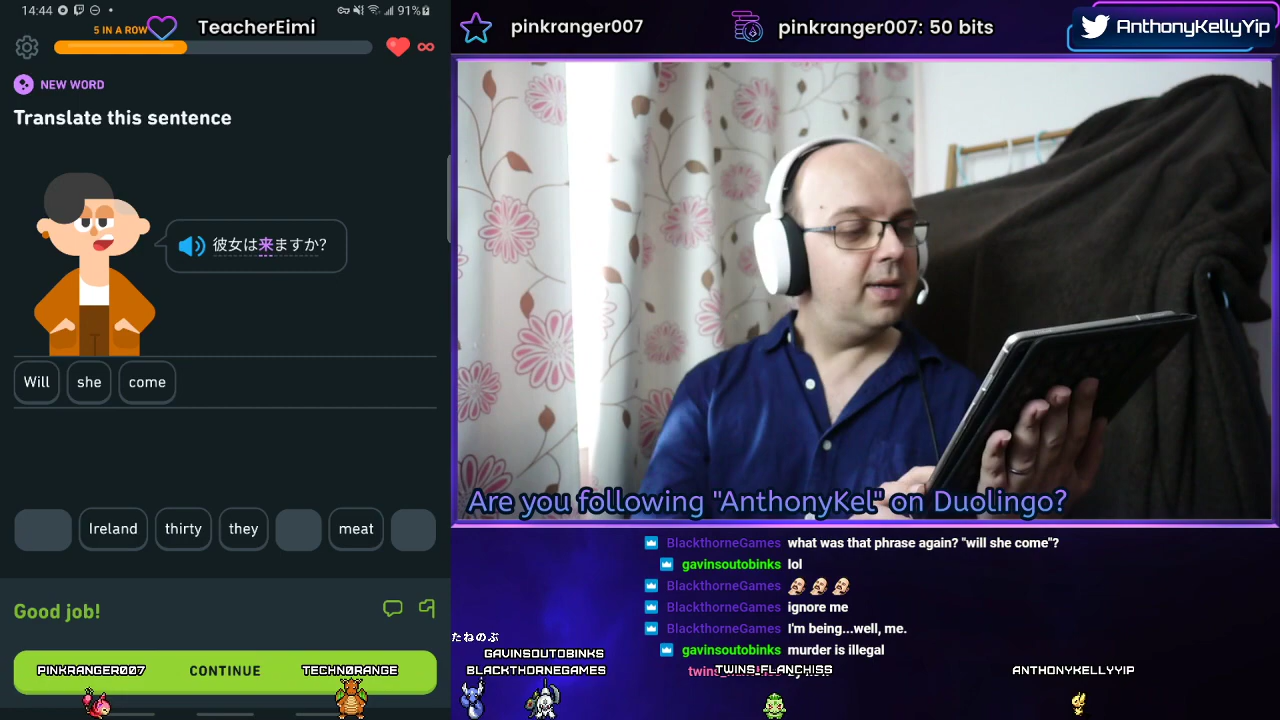 14:44
91%
5 IN A ROW
TeacherEimi
NEW WORD
Translate this sentence
彼女は来ますか?
Will she come
Ireland thirty they meat
Good job!
CONTINUE
PINKRANGER007
TECHN0RANGE
pinkranger007
pinkranger007: 50 bits
AnthonyKellyYip
Are you following "AnthonyKel" on Duolingo?
BlackthorneGames what was that phrase again? "will she come"?
gavinsoutobinks lol
BlackthorneGames
BlackthorneGames ignore me
BlackthorneGames I'm being...well, me.
gavinsoutobinks murder is illegal
たねのぶ
GAVINSOUTOBINKS
BLACKTHORNEGAMES
TWINS_FLANCHISS
ANTHONYKELLYYIP